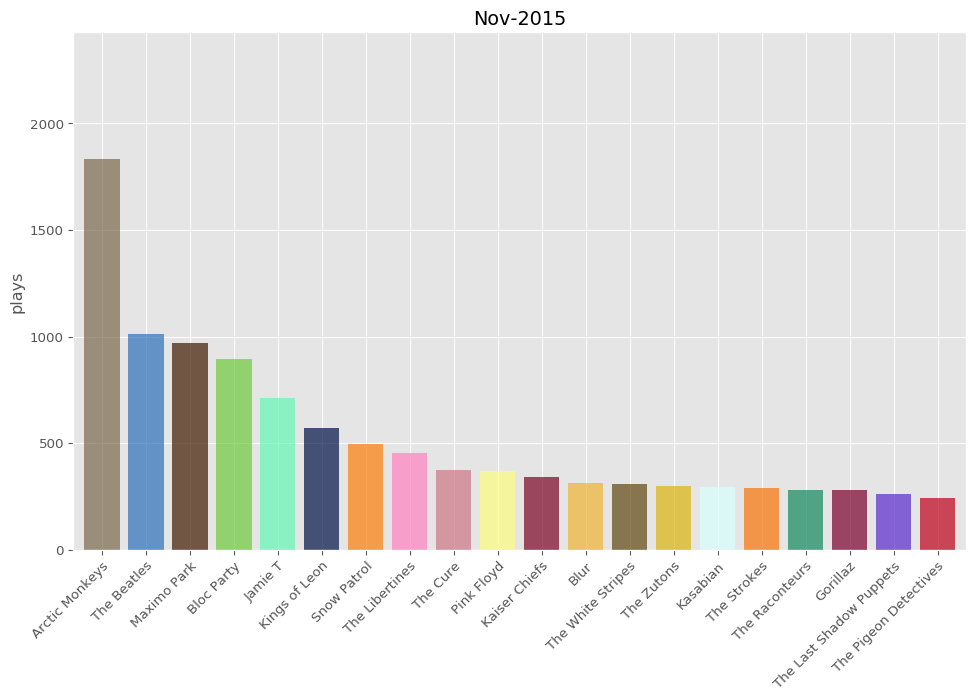 Nov-2015
plays
2000
1500
1000
500
0
Arctic Monkeys
The Beatles
Maximo Park
Bloc Party
Jamie T
Kings of Leon
Snow Patrol
The Libertines
The Cure
Pink Floyd
Kaiser Chiefs
Blur
The White Stripes
The Zutons
Kasabian
The Strokes
The Raconteurs
Gorillaz
The Last Shadow Puppets
The Pigeon Detectives